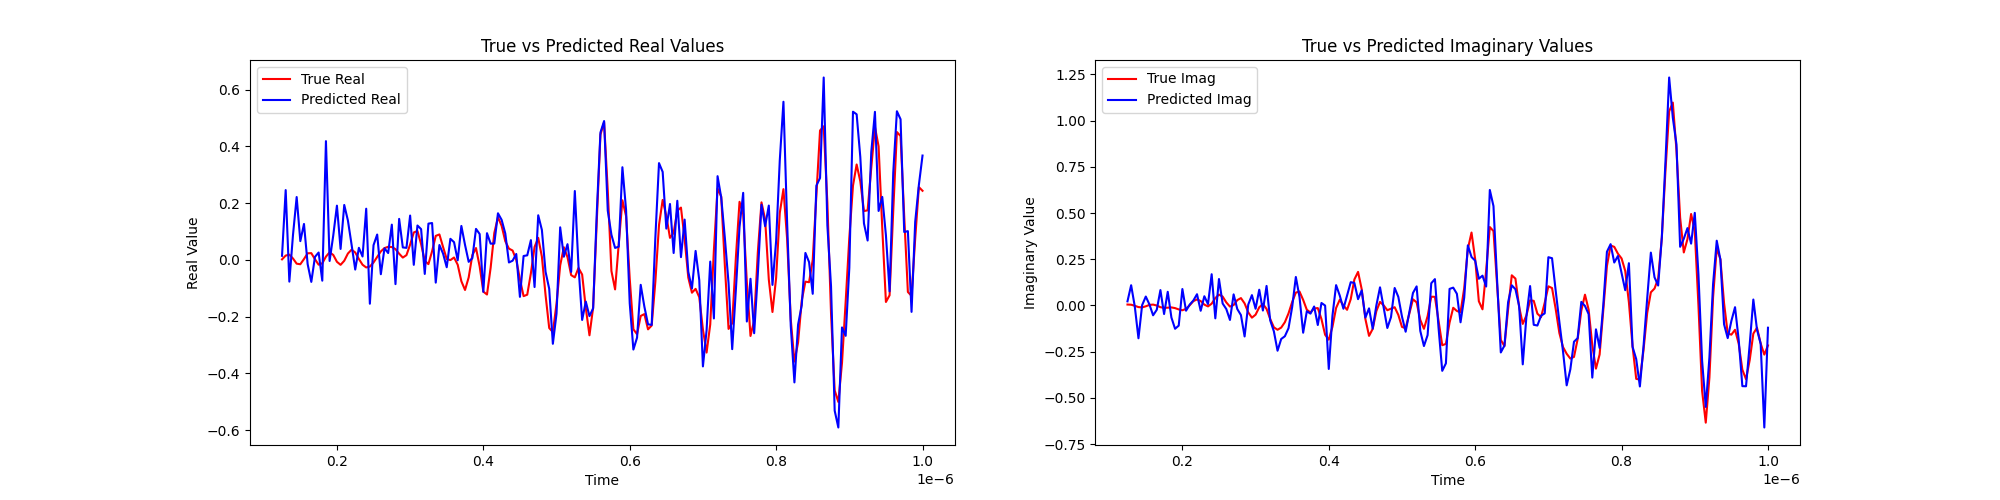 True vs Predicted Real Values
True Real
Predicted Real
Real Value
0.6
0.4
0.2
0.0
−0.2
−0.4
−0.6
0.2 0.4 0.6 0.8 1.0
Time
1e−6
True vs Predicted Imaginary Values
True Imag
Predicted Imag
Imaginary Value
1.25
1.00
0.75
0.50
0.25
0.00
−0.25
−0.50
−0.75
0.2 0.4 0.6 0.8 1.0
Time
1e−6